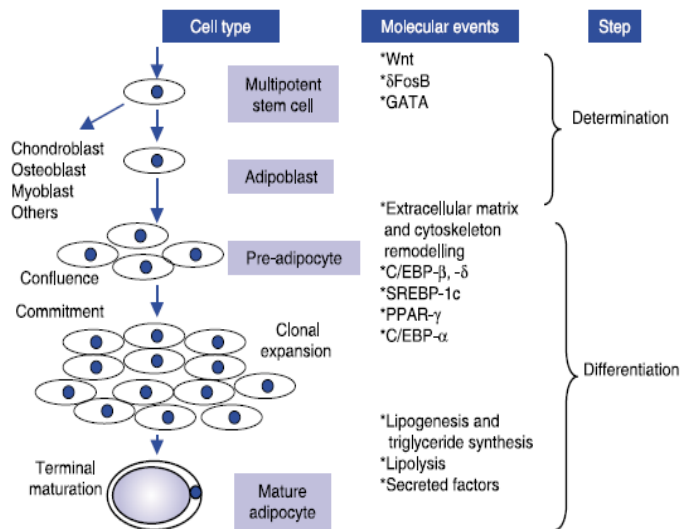 Cell type
Molecular events
Step
Multipotent
stem cell
*Wnt
*δFosB
*GATA
Determination
Chondroblast
Osteoblast
Myoblast
Others
Adipoblast
*Extracellular matrix
and cytoskeleton
remodelling
*C/EBP-β, -δ
*SREBP-1c
*PPAR-γ
*C/EBP-α
Pre-adipocyte
Confluence
Commitment
Clonal
expansion
Differentiation
*Lipogenesis and
triglyceride synthesis
*Lipolysis
*Secreted factors
Terminal
maturation
Mature
adipocyte